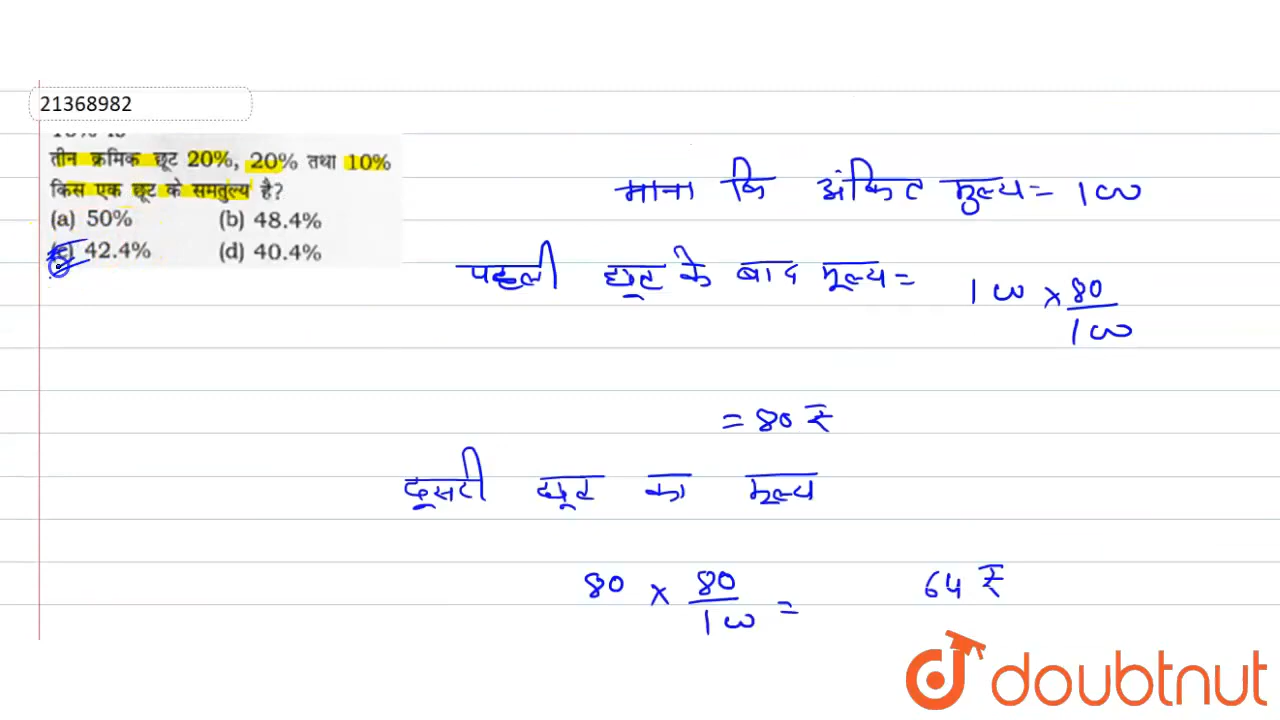 21368982
तीन क्रमिक छूट 20%, 20% तथा 10%
किस एक छूट के समतुल्य है?
(a) 50% (b) 48.4%
(c) 42.4% (d) 40.4%
माना कि अंकित मूल्य = 100
पहली छूट के बाद मूल्य = 100 × 80/100
= 80 ₹
दूसरी छूट का मूल्य
80 × 80/100 = 64 ₹
doubtnut